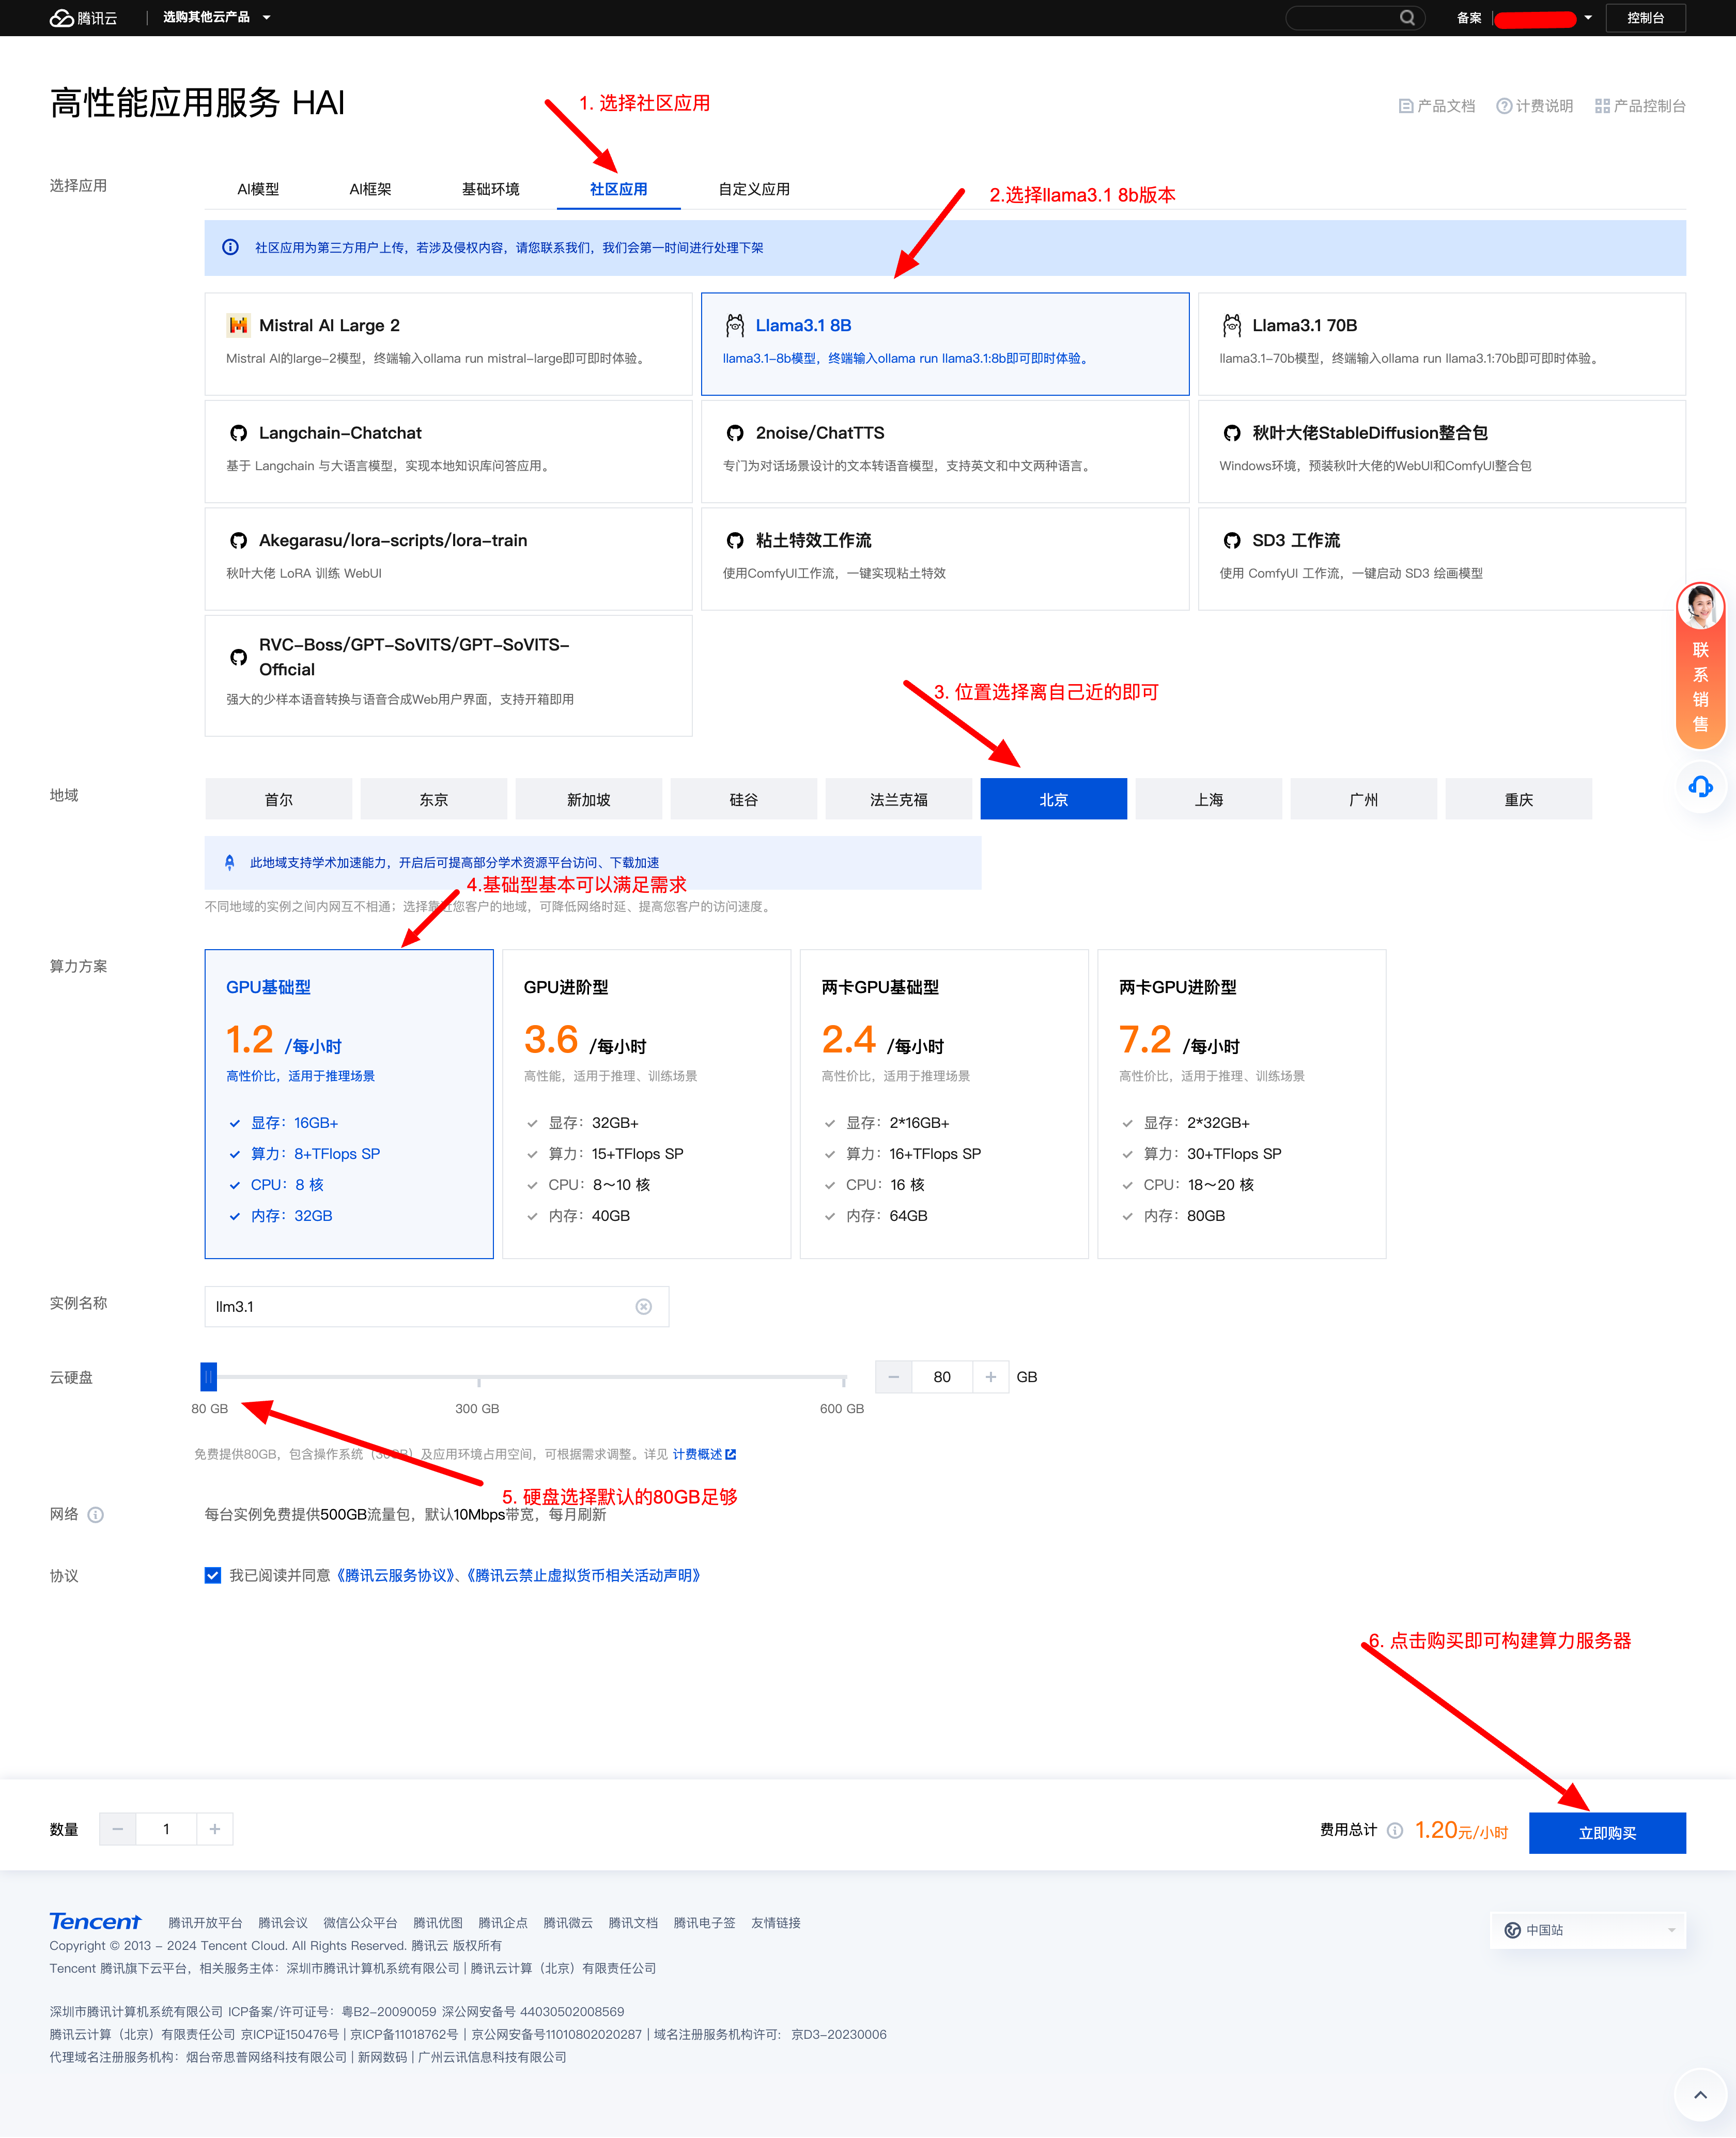 腾讯云 选购其他云产品 备案 控制台
高性能应用服务 HAI
1. 选择社区应用
产品文档 计费说明 产品控制台
选择应用
AI模型 AI框架 基础环境 社区应用 自定义应用
2.选择llama3.1 8b版本
社区应用为第三方用户上传，若涉及侵权内容，请您联系我们，我们会第一时间进行处理下架
Mistral AI Large 2
Mistral AI的large-2模型，终端输入ollama run mistral-large即可即时体验。
Llama3.1 8B
llama3.1-8b模型，终端输入ollama run llama3.1:8b即可即时体验。
Llama3.1 70B
llama3.1-70b模型，终端输入ollama run llama3.1:70b即可即时体验。
Langchain-Chatchat
基于 Langchain 与大语言模型，实现本地知识库问答应用。
2noise/ChatTTS
专门为对话场景设计的文本转语音模型，支持英文和中文两种语言。
秋叶大佬StableDiffusion整合包
Windows环境，预装秋叶大佬的WebUI和ComfyUI整合包
Akegarasu/lora-scripts/lora-train
秋叶大佬 LoRA 训练 WebUI
粘土特效工作流
使用ComfyUI工作流，一键实现粘土特效
SD3 工作流
使用 ComfyUI 工作流，一键启动 SD3 绘画模型
RVC-Boss/GPT-SoVITS/GPT-SoVITS-
Official
强大的少样本语音转换与语音合成Web用户界面，支持开箱即用
联
系
销
售
3. 位置选择离自己近的即可
地域
首尔 东京 新加坡 硅谷 法兰克福 北京 上海 广州 重庆
此地域支持学术加速能力，开启后可提高部分学术资源平台访问、下载加速
4.基础型基本可以满足需求
不同地域的实例之间内网互不相通；选择靠近您客户的地域，可降低网络时延、提高您客户的访问速度。
算力方案
GPU基础型
1.2 /每小时
高性价比，适用于推理场景
显存：16GB+
算力：8+TFlops SP
CPU：8 核
内存：32GB
GPU进阶型
3.6 /每小时
高性能，适用于推理、训练场景
显存：32GB+
算力：15+TFlops SP
CPU：8～10 核
内存：40GB
两卡GPU基础型
2.4 /每小时
高性价比，适用于推理场景
显存：2*16GB+
算力：16+TFlops SP
CPU：16 核
内存：64GB
两卡GPU进阶型
7.2 /每小时
高性价比，适用于推理、训练场景
显存：2*32GB+
算力：30+TFlops SP
CPU：18～20 核
内存：80GB
实例名称
llm3.1
云硬盘
80 GB
80 GB 300 GB 600 GB
免费提供80GB，包含操作系统（30GB）及应用环境占用空间，可根据需求调整。详见 计费概述
5. 硬盘选择默认的80GB足够
网络
每台实例免费提供500GB流量包，默认10Mbps带宽，每月刷新
协议
我已阅读并同意《腾讯云服务协议》、《腾讯云禁止虚拟货币相关活动声明》
6. 点击购买即可构建算力服务器
数量 1
费用总计 1.20元/小时 立即购买
Tencent 腾讯开放平台 腾讯会议 微信公众平台 腾讯优图 腾讯企点 腾讯微云 腾讯文档 腾讯电子签 友情链接
中国站
Copyright © 2013 - 2024 Tencent Cloud. All Rights Reserved. 腾讯云 版权所有
Tencent 腾讯旗下云平台，相关服务主体：深圳市腾讯计算机系统有限公司 | 腾讯云计算（北京）有限责任公司
深圳市腾讯计算机系统有限公司 ICP备案/许可证号：粤B2-20090059 深公网安备号 44030502008569
腾讯云计算（北京）有限责任公司 京ICP证150476号 | 京ICP备11018762号 | 京公网安备号11010802020287 | 域名注册服务机构许可: 京D3-20230006
代理域名注册服务机构：烟台帝思普网络科技有限公司 | 新网数码 | 广州云讯信息科技有限公司